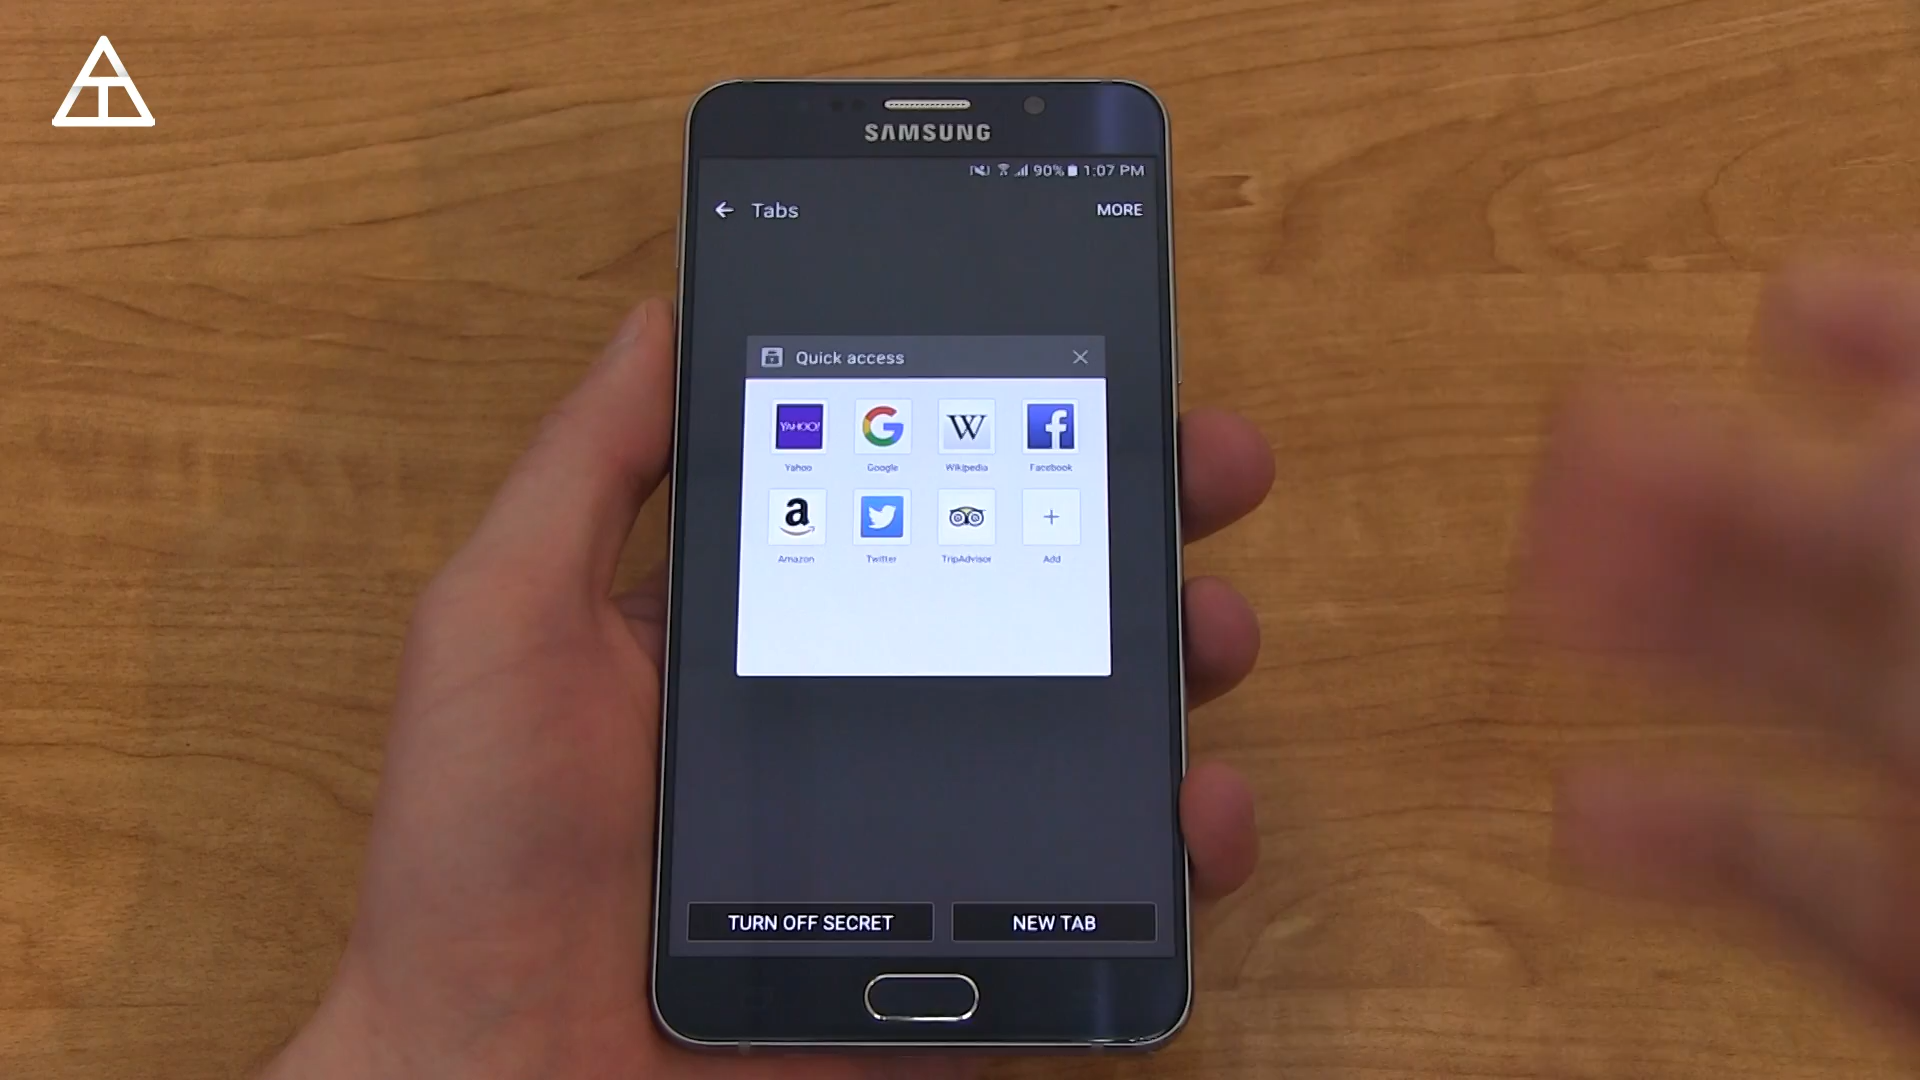 SAMSUNG
90% 1:07 PM
Tabs MORE
Quick access
YAHOO! G W f
Yahoo Google Wikipedia Facebook
a
Amazon Twitter TripAdvisor Add
TURN OFF SECRET NEW TAB